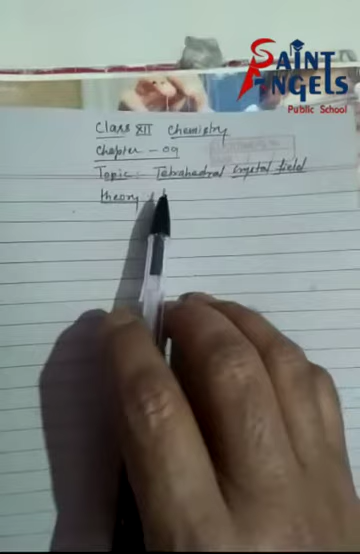 SAINT
ANGELS
Public School
Class XII Chemistry
Chapter - 09
Topic :- Tetrahedral Crystal field
theory :-